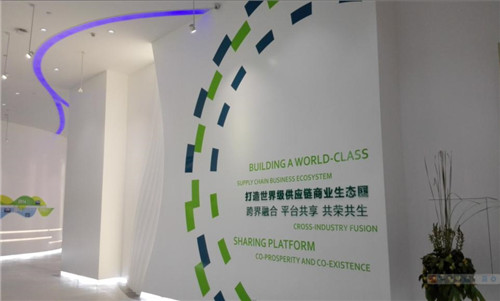 BUILDING A WORLD-CLASS
SUPPLY CHAIN BUSINESS ECOSYSTEM
打造世界级供应链商业生态圈
跨界融合 平台共享 共荣共生
CROSS-INDUSTRY FUSION
SHARING PLATFORM
CO-PROSPERITY AND CO-EXISTENCE